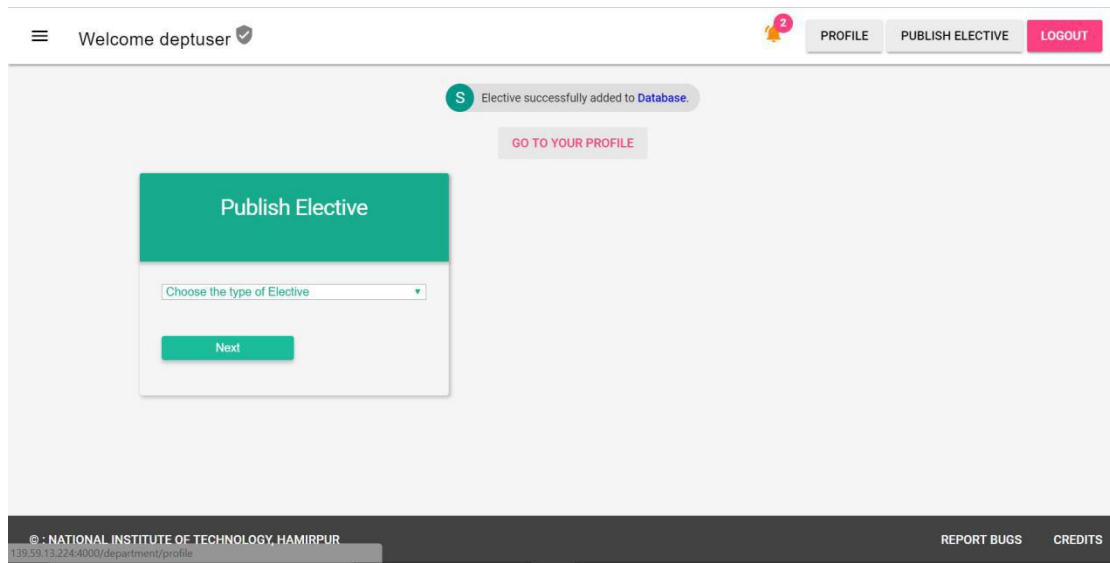 Welcome deptuser
2
PROFILE
PUBLISH ELECTIVE
LOGOUT
S
Elective successfully added to Database.
GO TO YOUR PROFILE
Publish Elective
Choose the type of Elective
Next
© : NATIONAL INSTITUTE OF TECHNOLOGY, HAMIRPUR
REPORT BUGS
CREDITS
139.59.13.224:4000/department/profile